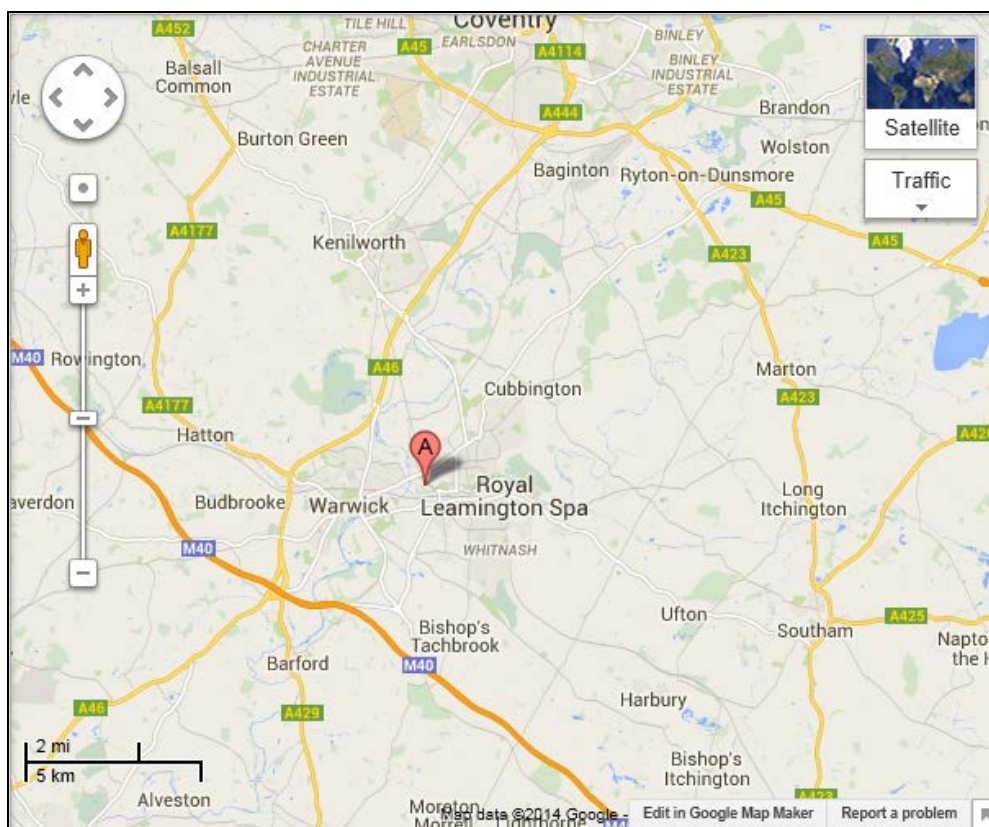 Coventry
TILE HILL
A452
A45
EARLSDON
A4114
BINLEY
CHARTER
AVENUE
INDUSTRIAL
ESTATE
BINLEY
INDUSTRIAL
ESTATE
Balsall
Common
Satellite
A444
Brandon
Burton Green
Wolston
Baginton
Ryton-on-Dunsmore
Traffic
A45
A4177
Kenilworth
A423
A45
M40
Rowington
A46
Marton
Cubbington
A423
A4177
Hatton
A
Royal
Leamington Spa
Budbrooke
Warwick
Long
Itchington
M40
WHITNASH
Ufton
A425
Southam
Bishop's
Tachbrook
Barford
M40
Harbury
A46
A429
2 mi
5 km
Bishop's
Itchington
Alveston
A423
Moreton
Map data ©2014 Google -
Edit in Google Map Maker
Report a problem